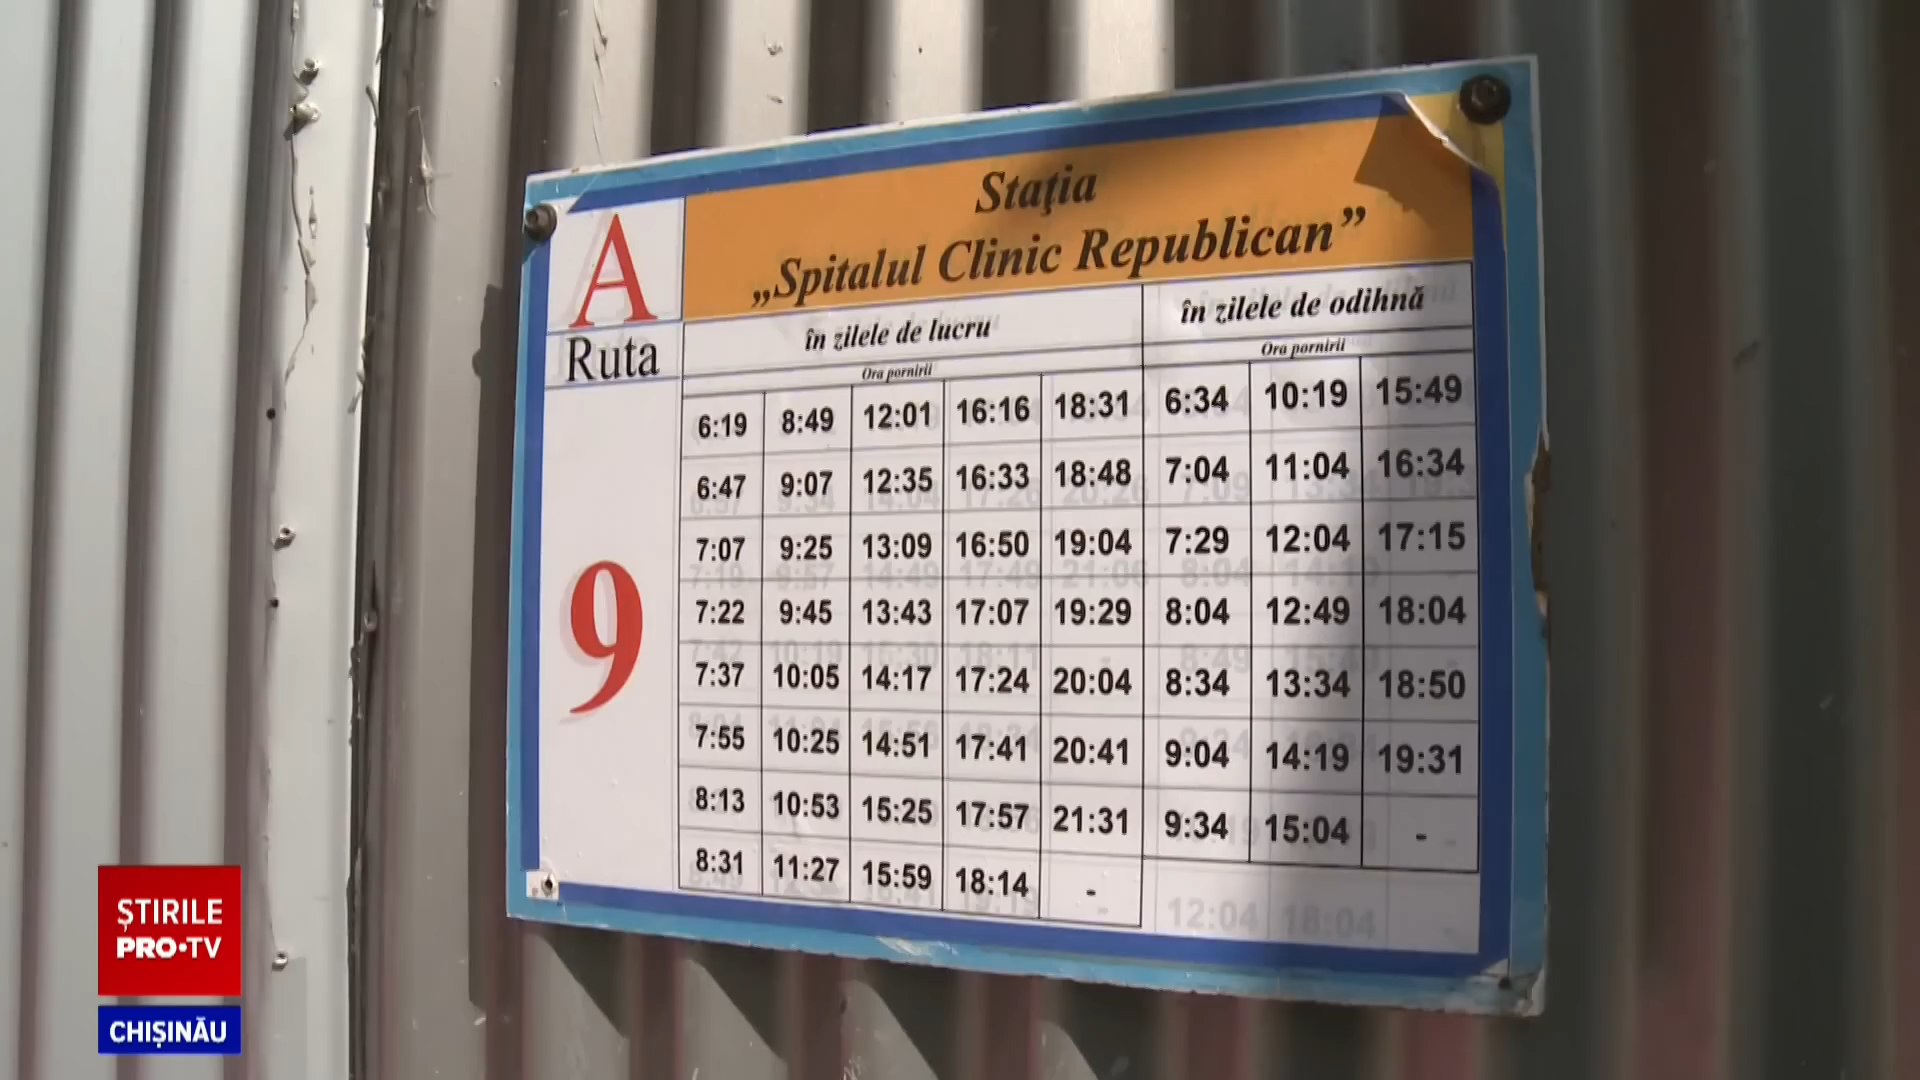 A
Ruta
9
Staţia
„Spitalul Clinic Republican”
în zilele de lucru
în zilele de odihnă
Ora pornirii
Ora pornirii
6:19 8:49 12:01 16:16 18:31 6:34 10:19 15:49
6:47 9:07 12:35 16:33 18:48 7:04 11:04 16:34
7:07 9:25 13:09 16:50 19:04 7:29 12:04 17:15
7:22 9:45 13:43 17:07 19:29 8:04 12:49 18:04
7:37 10:05 14:17 17:24 20:04 8:34 13:34 18:50
7:55 10:25 14:51 17:41 20:41 9:04 14:19 19:31
8:13 10:53 15:25 17:57 21:31 9:34 15:04 -
8:31 11:27 15:59 18:14 -
12:04 18:04
ȘTIRILE
PRO•TV
CHIȘINĂU